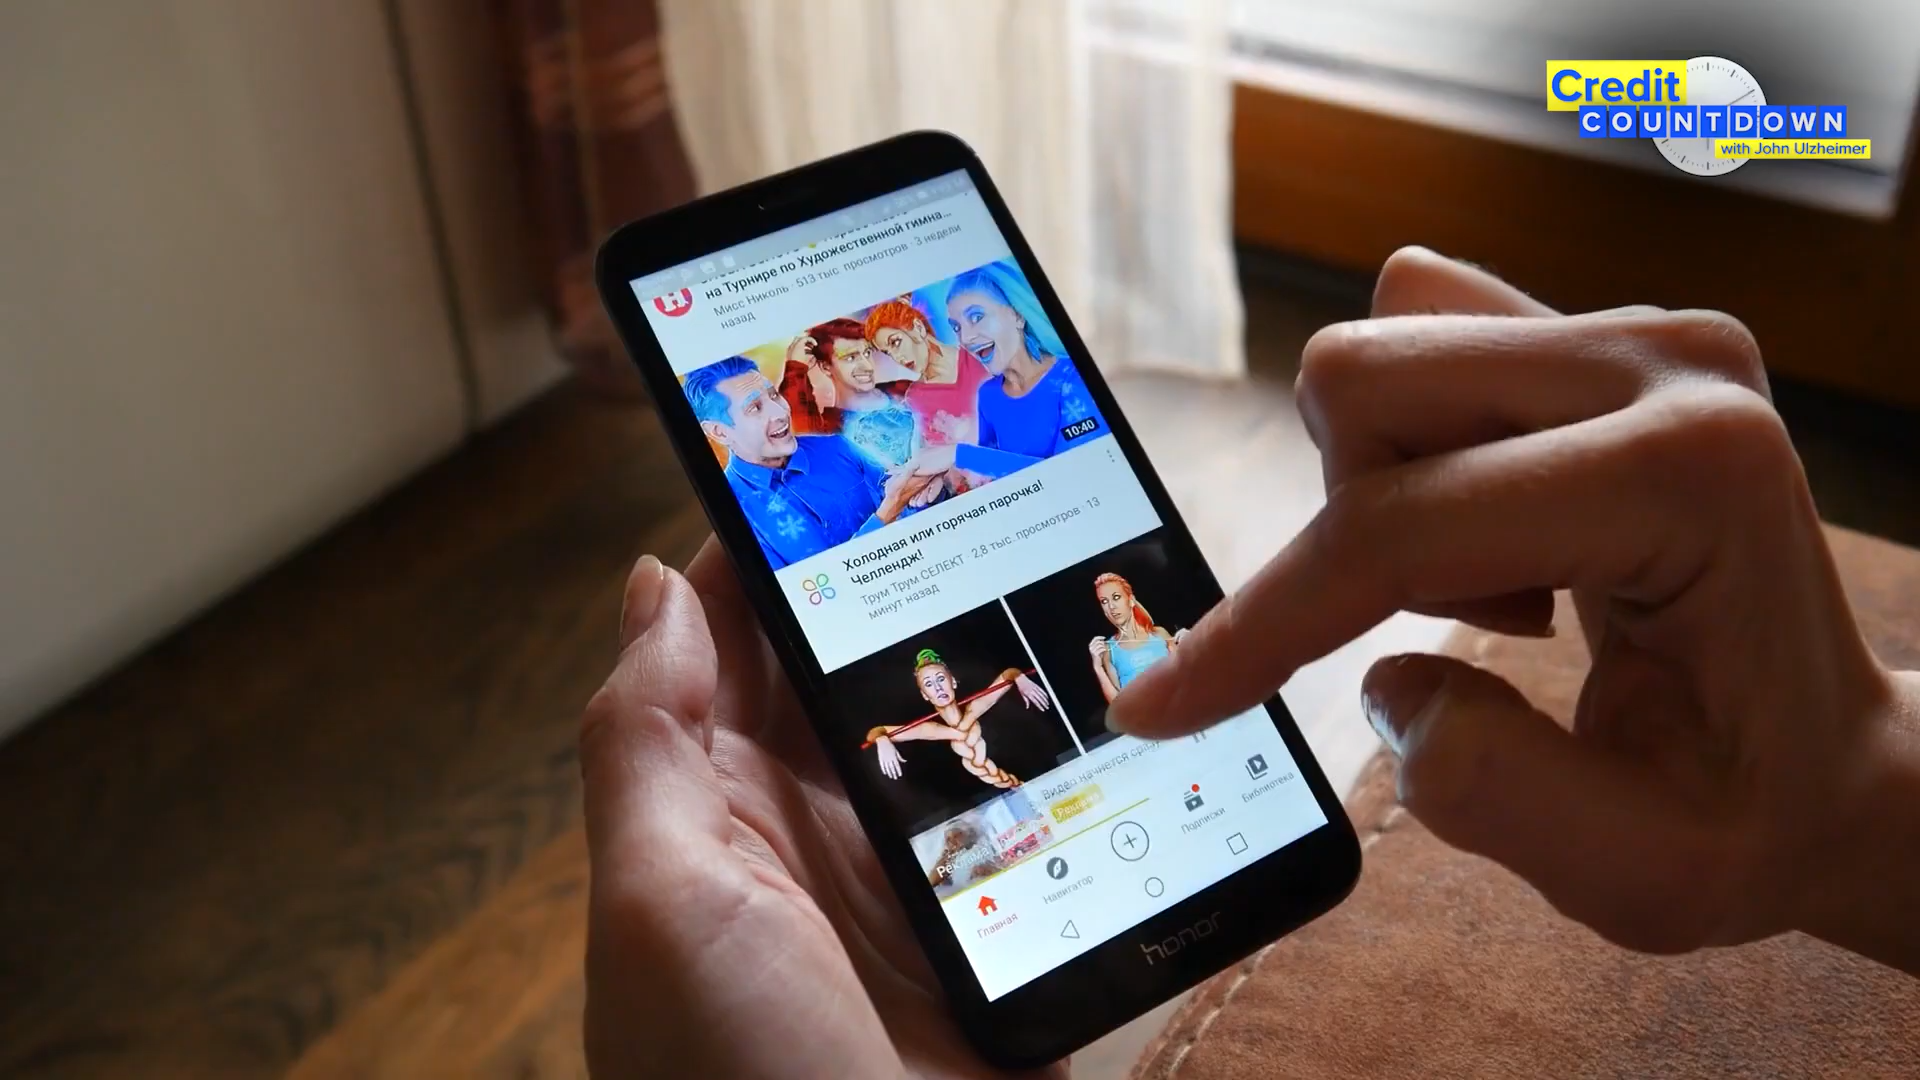 Credit
COUNTDOWN
with John Ulzheimer
на Турнире по Художественной гимна...
Мисс Николь · 513 тыс. просмотров · 3 недели
назад
10:40
Холодная или горячая парочка!
Челлендж!
Трум Трум СЕЛЕКТ · 2,8 тыс. просмотров · 13
минут назад
Видео начнется сразу
Реклама
Реклама
Главная
Навигатор
Подписки
Библиотека
honor